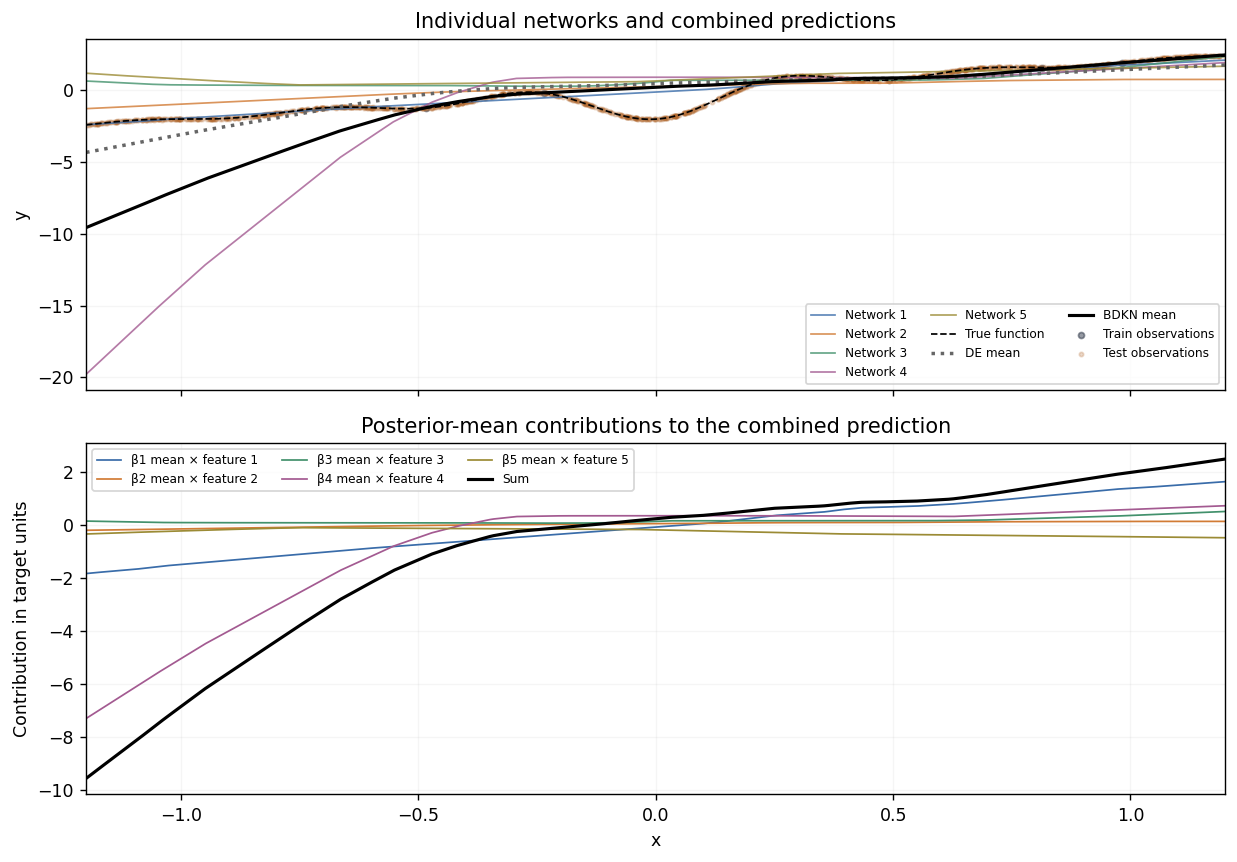 Individual networks and combined predictions
0
−5
−10
−15
−20
y
Network 1
Network 2
Network 3
Network 4
Network 5
True function
DE mean
BDKN mean
Train observations
Test observations
Posterior-mean contributions to the combined prediction
2
0
−2
−4
−6
−8
−10
Contribution in target units
β1 mean × feature 1
β2 mean × feature 2
β3 mean × feature 3
β4 mean × feature 4
β5 mean × feature 5
Sum
−1.0 −0.5 0.0 0.5 1.0
x